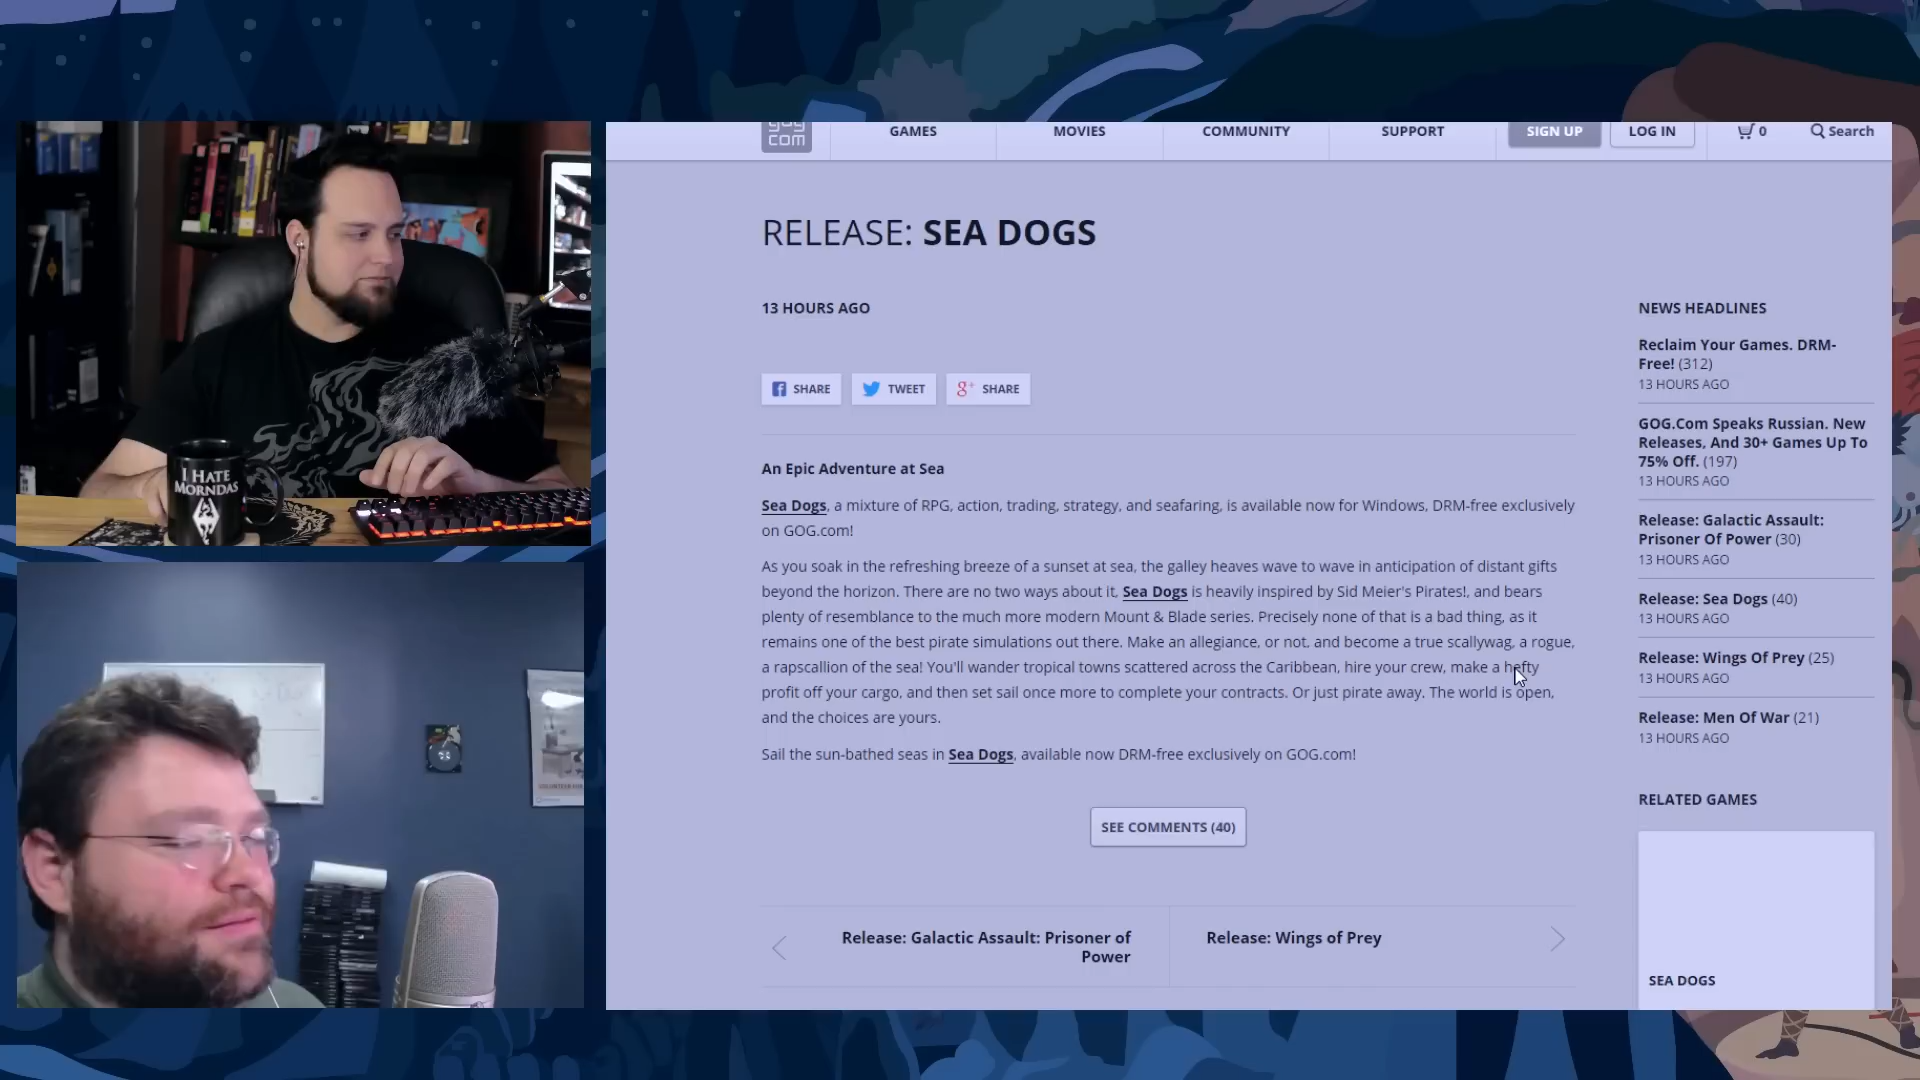 gog
com
GAMES
MOVIES
COMMUNITY
SUPPORT
SIGN UP
LOG IN
0
Search
RELEASE: SEA DOGS
13 HOURS AGO
SHARE
TWEET
g+ SHARE
An Epic Adventure at Sea
Sea Dogs, a mixture of RPG, action, trading, strategy, and seafaring, is available now for Windows, DRM-free exclusively
on GOG.com!
As you soak in the refreshing breeze of a sunset at sea, the galley heaves wave to wave in anticipation of distant gifts
beyond the horizon. There are no two ways about it, Sea Dogs is heavily inspired by Sid Meier's Pirates!, and bears
plenty of resemblance to the much more modern Mount & Blade series. Precisely none of that is a bad thing, as it
remains one of the best pirate simulations out there. Make an allegiance, or not, and become a true scallywag, a rogue,
a rapscallion of the sea! You'll wander tropical towns scattered across the Caribbean, hire your crew, make a hefty
profit off your cargo, and then set sail once more to complete your contracts. Or just pirate away. The world is open,
and the choices are yours.
Sail the sun-bathed seas in Sea Dogs, available now DRM-free exclusively on GOG.com!
SEE COMMENTS (40)
Release: Galactic Assault: Prisoner of
Power
Release: Wings of Prey
NEWS HEADLINES
Reclaim Your Games. DRM-
Free! (312)
13 HOURS AGO
GOG.Com Speaks Russian. New
Releases, And 30+ Games Up To
75% Off. (197)
13 HOURS AGO
Release: Galactic Assault:
Prisoner Of Power (30)
13 HOURS AGO
Release: Sea Dogs (40)
13 HOURS AGO
Release: Wings Of Prey (25)
13 HOURS AGO
Release: Men Of War (21)
13 HOURS AGO
RELATED GAMES
SEA DOGS
I HATE
MORNDAS